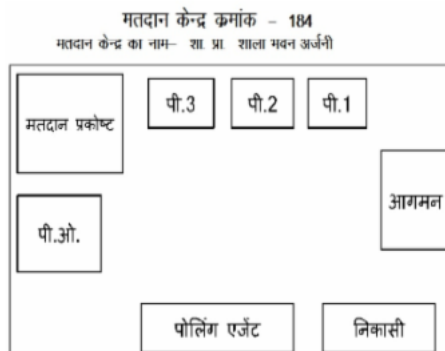 मतदान केन्द्र क्रमांक - 184
मतदान केन्द्र का नाम- शा. प्रा. शाला भवन अर्जनी
मतदान प्रकोष्ट
पी.3
पी.2
पी.1
आगमन
पी.ओ.
पोलिंग एजेंट
निकासी